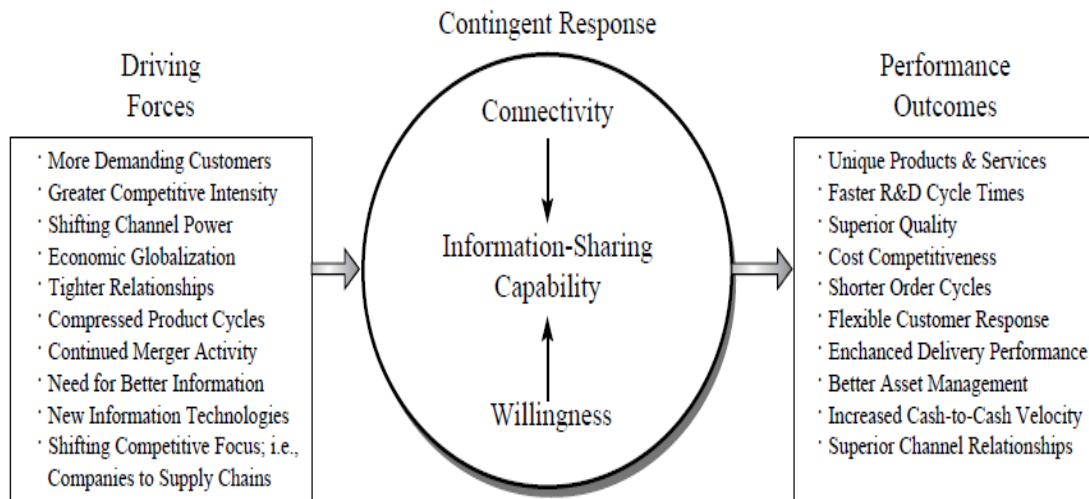 Contingent Response
Driving
Forces
· More Demanding Customers
· Greater Competitive Intensity
· Shifting Channel Power
· Economic Globalization
· Tighter Relationships
· Compressed Product Cycles
· Continued Merger Activity
· Need for Better Information
· New Information Technologies
· Shifting Competitive Focus; i.e.,
Companies to Supply Chains
Connectivity
Information-Sharing
Capability
Willingness
Performance
Outcomes
· Unique Products & Services
· Faster R&D Cycle Times
· Superior Quality
· Cost Competitiveness
· Shorter Order Cycles
· Flexible Customer Response
· Enchanced Delivery Performance
· Better Asset Management
· Increased Cash-to-Cash Velocity
· Superior Channel Relationships